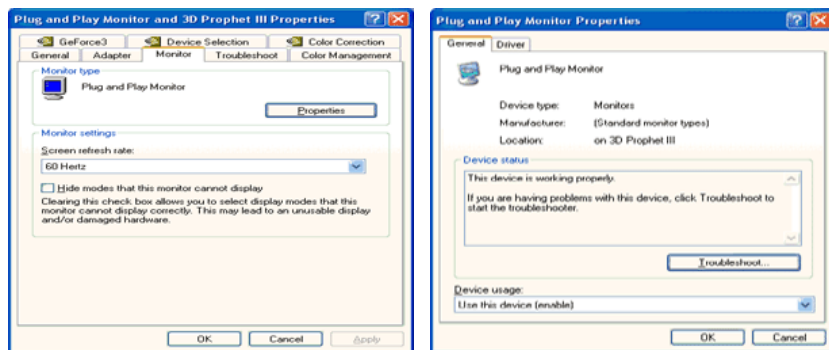 Plug and Play Monitor and 3D Prophet III Properties
GeForce3 Device Selection Color Correction
General Adapter Monitor Troubleshoot Color Management
Monitor type
Plug and Play Monitor
Properties
Monitor settings
Screen refresh rate:
60 Hertz
Hide modes that this monitor cannot display
Clearing this check box allows you to select display modes that this
monitor cannot display correctly. This may lead to an unusable display
and/or damaged hardware.
OK Cancel Apply
Plug and Play Monitor Properties
General Driver
Plug and Play Monitor
Device type: Monitors
Manufacturer: (Standard monitor types)
Location: on 3D Prophet III
Device status
This device is working properly.
If you are having problems with this device, click Troubleshoot to
start the troubleshooter.
Troubleshoot...
Device usage:
Use this device (enable)
OK Cancel